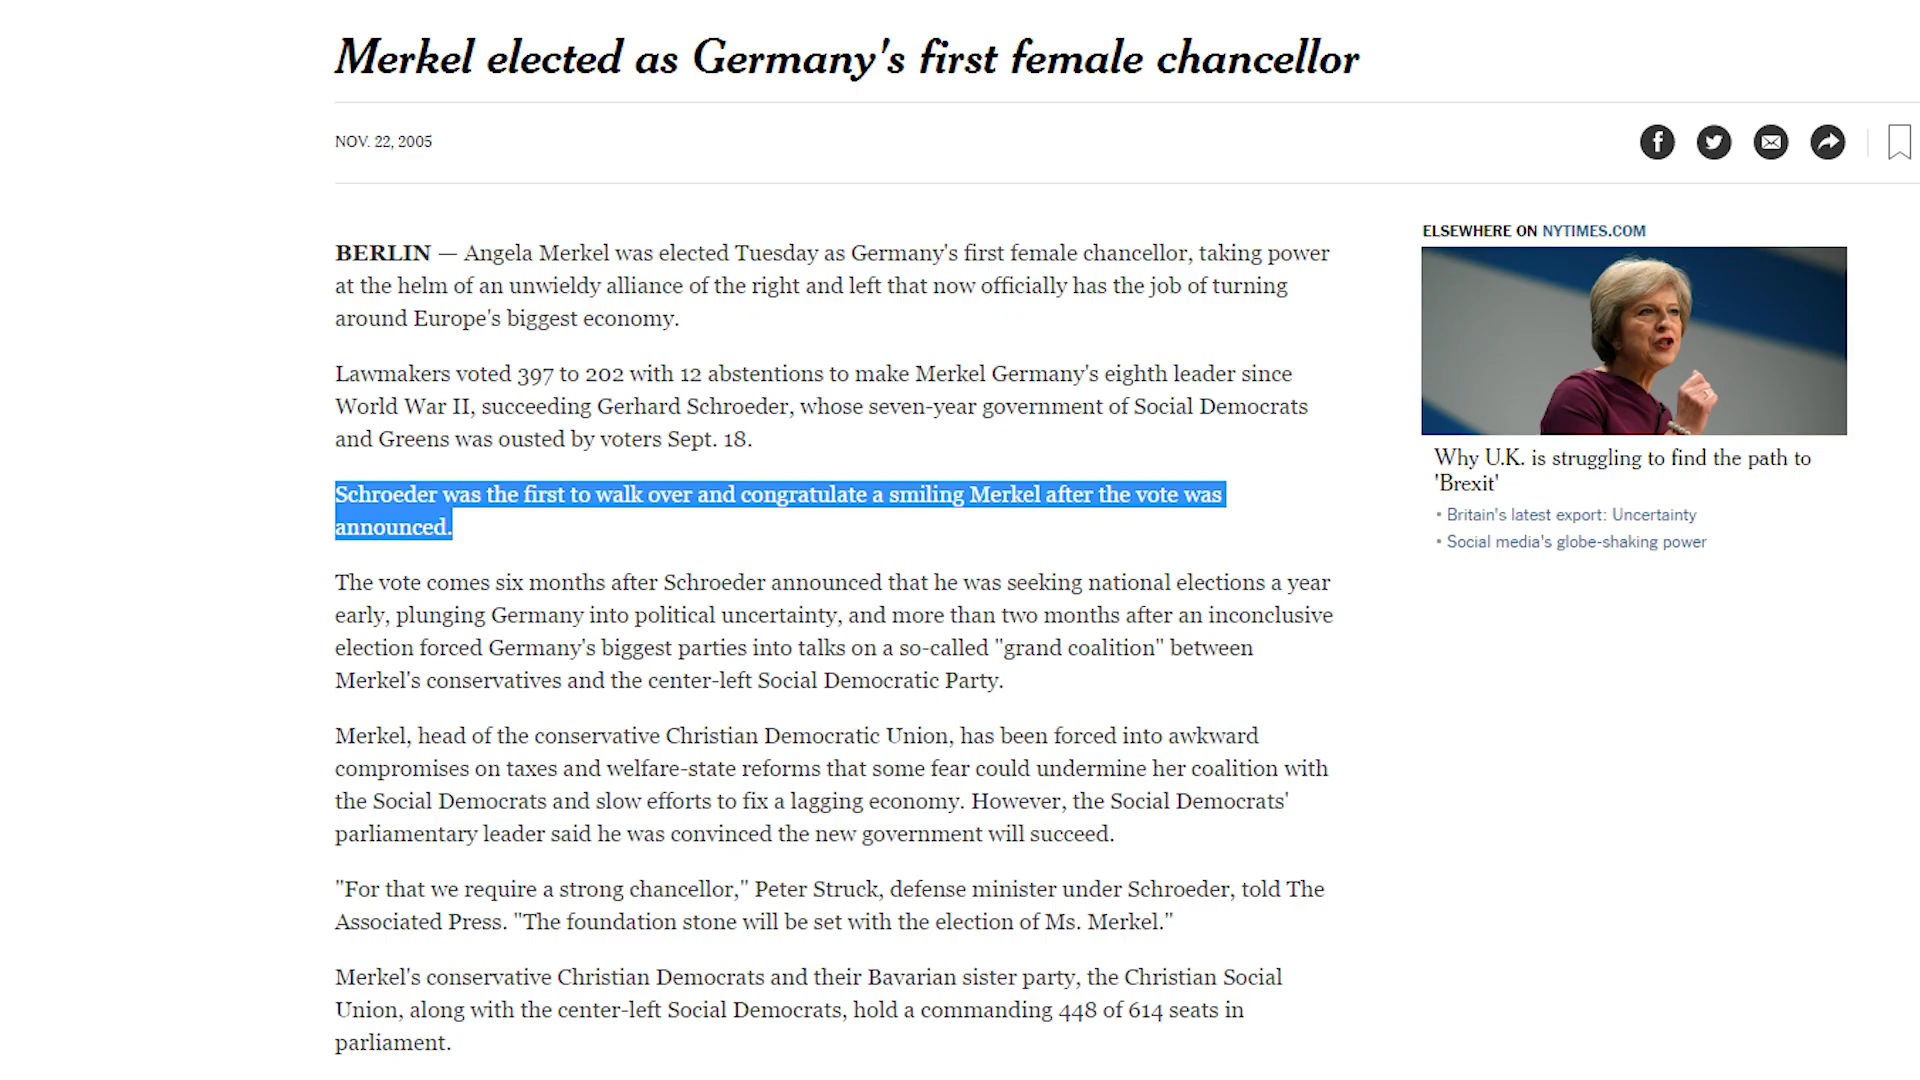 Merkel elected as Germany's first female chancellor
NOV. 22, 2005
BERLIN — Angela Merkel was elected Tuesday as Germany's first female chancellor, taking power
at the helm of an unwieldy alliance of the right and left that now officially has the job of turning
around Europe's biggest economy.
Lawmakers voted 397 to 202 with 12 abstentions to make Merkel Germany's eighth leader since
World War II, succeeding Gerhard Schroeder, whose seven-year government of Social Democrats
and Greens was ousted by voters Sept. 18.
Schroeder was the first to walk over and congratulate a smiling Merkel after the vote was
announced.
The vote comes six months after Schroeder announced that he was seeking national elections a year
early, plunging Germany into political uncertainty, and more than two months after an inconclusive
election forced Germany's biggest parties into talks on a so-called "grand coalition" between
Merkel's conservatives and the center-left Social Democratic Party.
Merkel, head of the conservative Christian Democratic Union, has been forced into awkward
compromises on taxes and welfare-state reforms that some fear could undermine her coalition with
the Social Democrats and slow efforts to fix a lagging economy. However, the Social Democrats'
parliamentary leader said he was convinced the new government will succeed.
"For that we require a strong chancellor," Peter Struck, defense minister under Schroeder, told The
Associated Press. "The foundation stone will be set with the election of Ms. Merkel."
Merkel's conservative Christian Democrats and their Bavarian sister party, the Christian Social
Union, along with the center-left Social Democrats, hold a commanding 448 of 614 seats in
parliament.
ELSEWHERE ON NYTIMES.COM
Why U.K. is struggling to find the path to
'Brexit'
• Britain's latest export: Uncertainty
• Social media's globe-shaking power